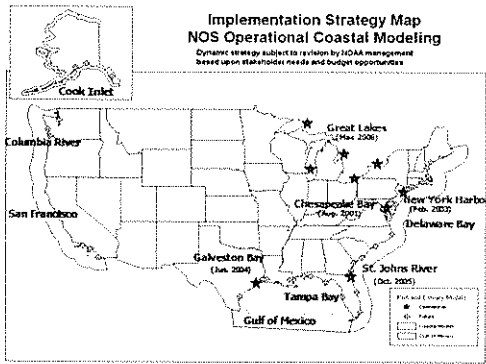 Implementation Strategy Map
NOS Operational Coastal Modeling
Dynamic strategy subject to revision by NOAA management
based upon stakeholder needs and budget opportunities
Cook Inlet
Great Lakes
Columbia River
Chesapeake Bay
(Aug. 2001)
New York Harbor
(Feb. 2003)
San Francisco
Delaware Bay
Galveston Bay
(Jun. 2004)
St. Johns River
(Oct. 2005)
Tampa Bay
Gulf of Mexico